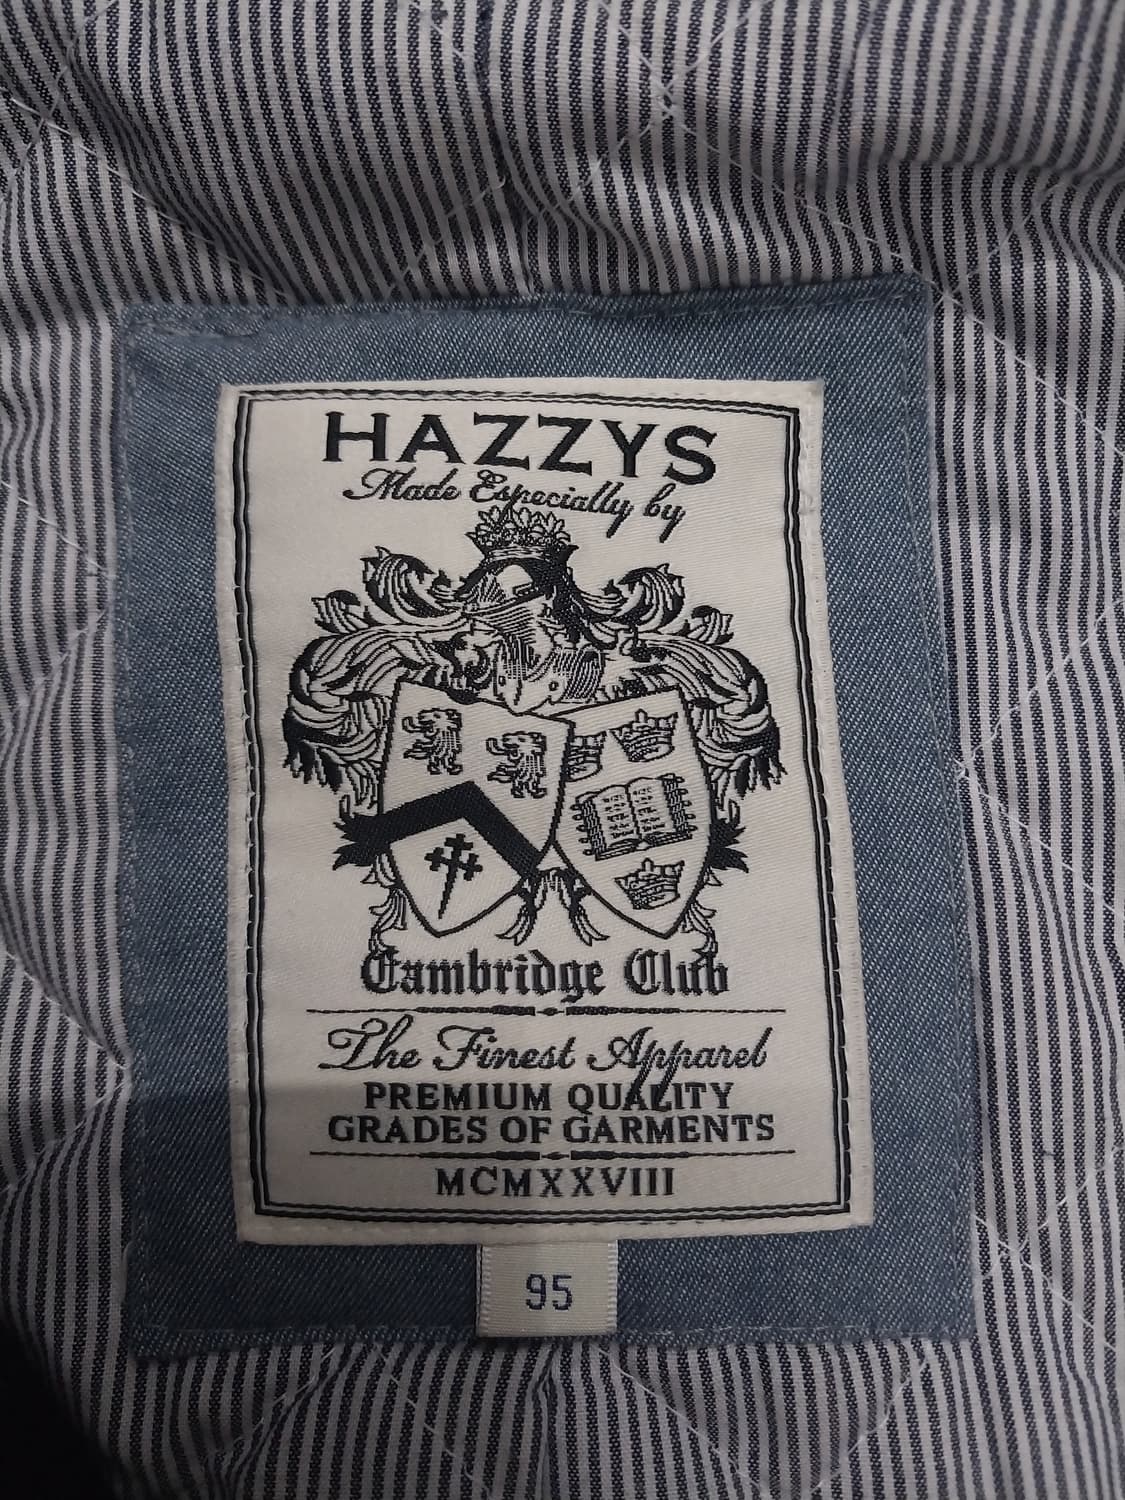 HAZZYS
Made Especially by
Cambridge Club
The Finest Apparel
PREMIUM QUALITY
GRADES OF GARMENTS
MCMXXVIII
95